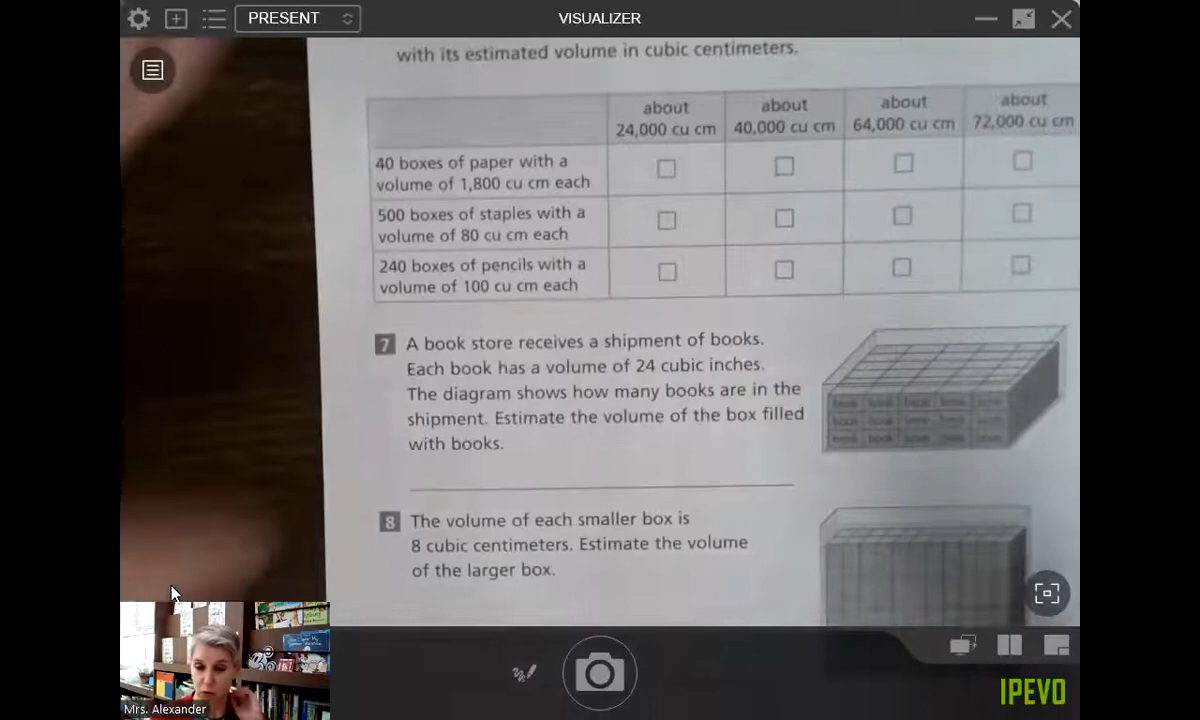 PRESENT
VISUALIZER
with its estimated volume in cubic centimeters.
about about about about
24,000 cu cm 40,000 cu cm 64,000 cu cm 72,000 cu cm
40 boxes of paper with a
volume of 1,800 cu cm each
500 boxes of staples with a
volume of 80 cu cm each
240 boxes of pencils with a
volume of 100 cu cm each
7 A book store receives a shipment of books.
Each book has a volume of 24 cubic inches.
The diagram shows how many books are in the
shipment. Estimate the volume of the box filled
with books.
8 The volume of each smaller box is
8 cubic centimeters. Estimate the volume
of the larger box.
Mrs. Alexander
IPEVO